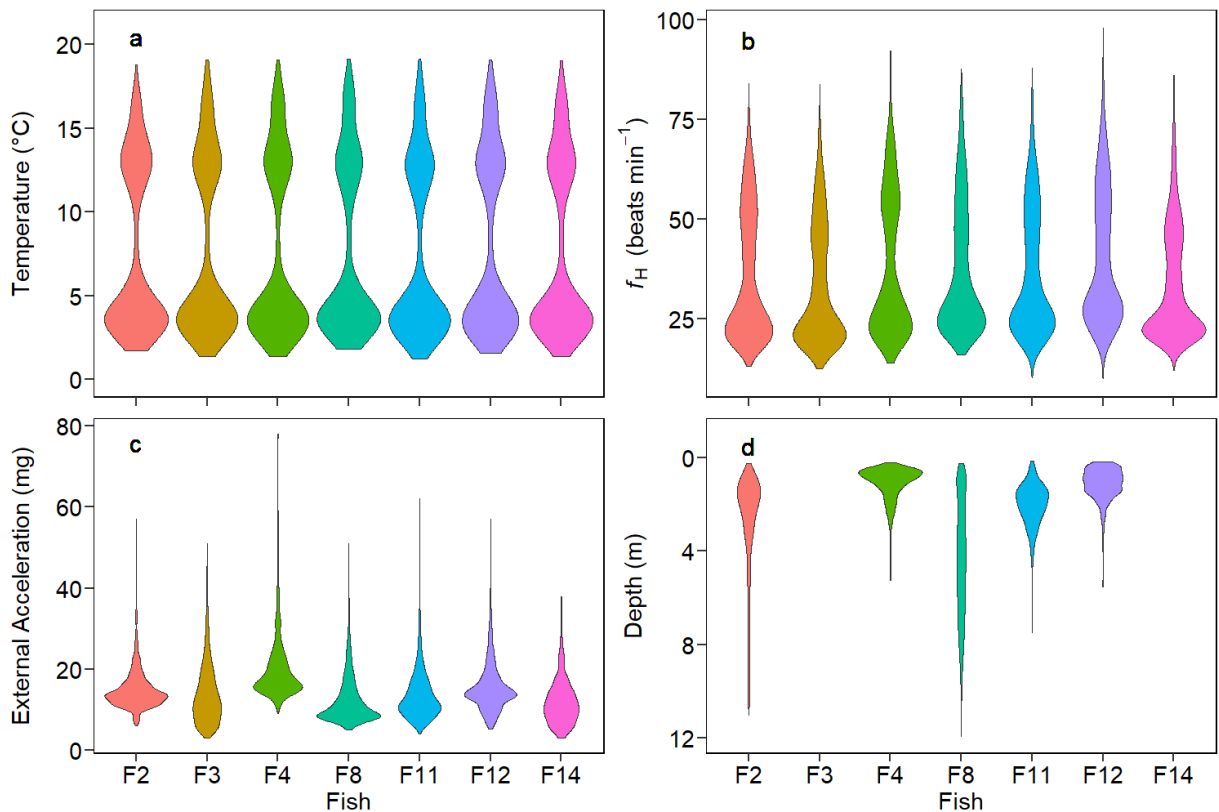 a
20
15
10
5
0
Temperature (°C)
b
100
75
50
25
fH (beats min−1)
c
80
60
40
20
0
External Acceleration (mg)
F2 F3 F4 F8 F11 F12 F14
Fish
d
0
4
8
12
Depth (m)
F2 F3 F4 F8 F11 F12 F14
Fish